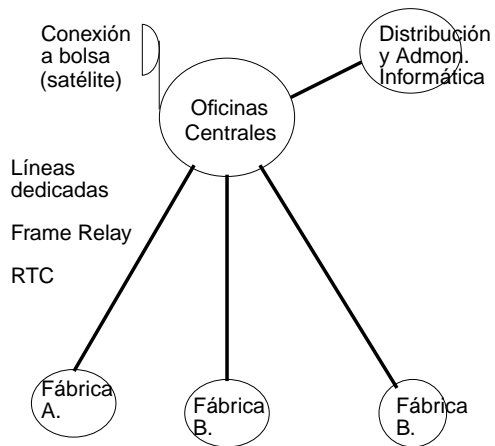 Conexión
a bolsa
(satélite)
Distribución
y Admon.
Informática
Oficinas
Centrales
Líneas
dedicadas
Frame Relay
RTC
Fábrica
A.
Fábrica
B.
Fábrica
B.